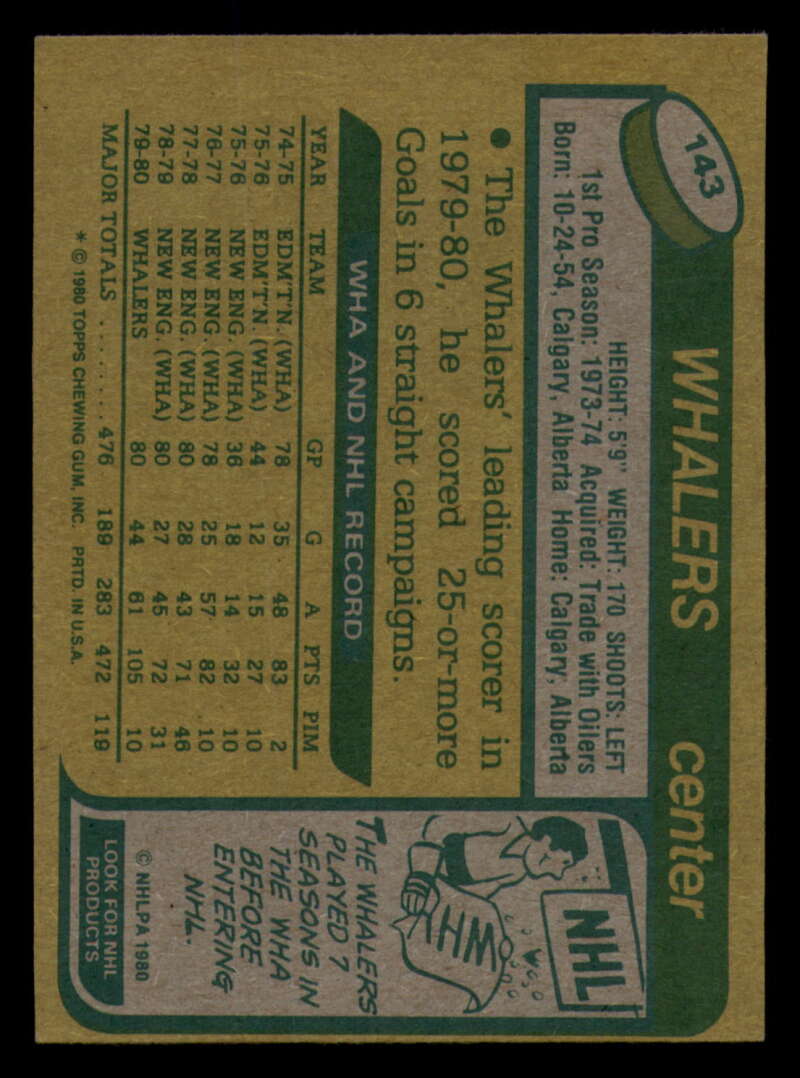 143
WHALERS center
HEIGHT: 5'9" WEIGHT: 170 SHOOTS: LEFT
1st Pro Season: 1973-74 Acquired: Trade with Oilers
Born: 10-24-54, Calgary, Alberta Home: Calgary, Alberta
● The Whalers' leading scorer in
1979-80, he scored 25-or-more
Goals in 6 straight campaigns.
WHA AND NHL RECORD
YEAR TEAM GP G A PTS PIM
74-75 EDM'T'N. (WHA) 78 35 48 83 2
75-76 EDM'T'N. (WHA) 44 12 15 27 10
75-76 NEW ENG. (WHA) 36 18 14 32 10
76-77 NEW ENG. (WHA) 78 25 57 82 10
77-78 NEW ENG. (WHA) 80 28 43 71 46
78-79 NEW ENG. (WHA) 80 27 45 72 31
79-80 WHALERS 80 44 61 105 10
MAJOR TOTALS ........ 476 189 283 472 119
* © 1980 TOPPS CHEWING GUM, INC. PRTD. IN U.S.A.
NHL
WHA
THE WHALERS
PLAYED 7
SEASONS IN
THE WHA
BEFORE
ENTERING
NHL.
© NHLPA 1980
LOOK FOR NHL
PRODUCTS